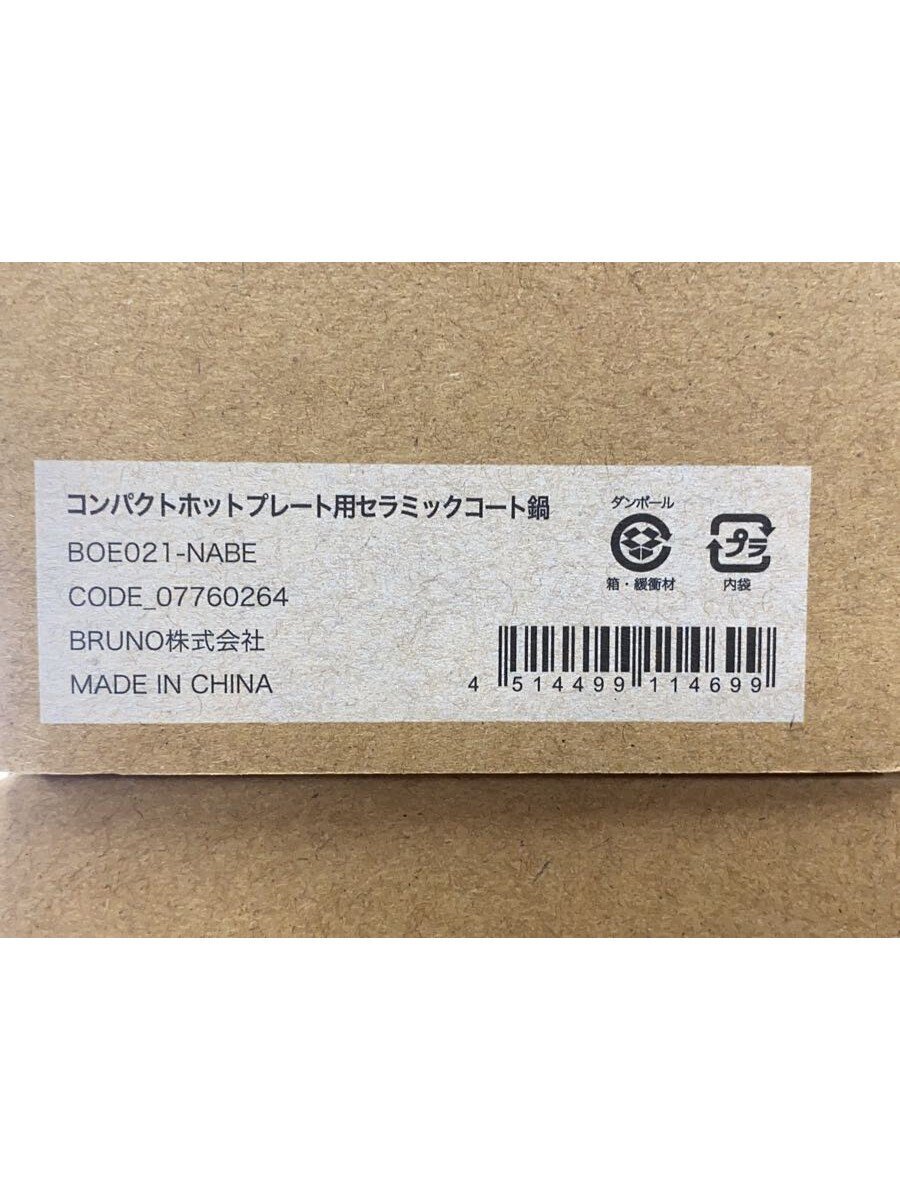 コンパクトホットプレート用セラミックコート鍋
BOE021-NABE
CODE_07760264
BRUNO株式会社
MADE IN CHINA
ダンボール
箱・緩衝材
プラ
内袋
4 514499 114699